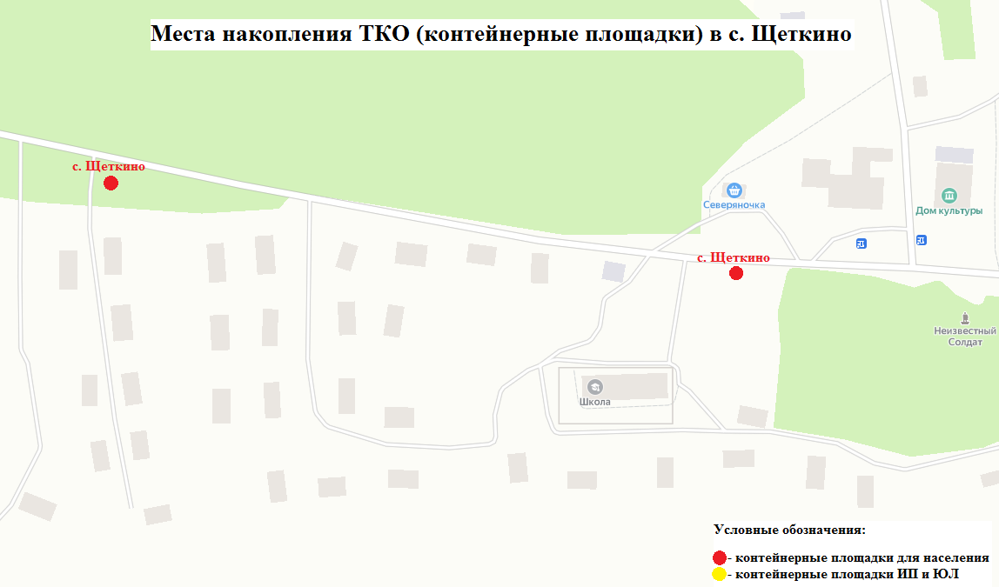 Места накопления ТКО (контейнерные площадки) в с. Щеткино
с. Щеткино
Северяночка
Дом культуры
с. Щеткино
Неизвестный
Солдат
Школа
Условные обозначения:
- контейнерные площадки для населения
- контейнерные площадки ИП и ЮЛ